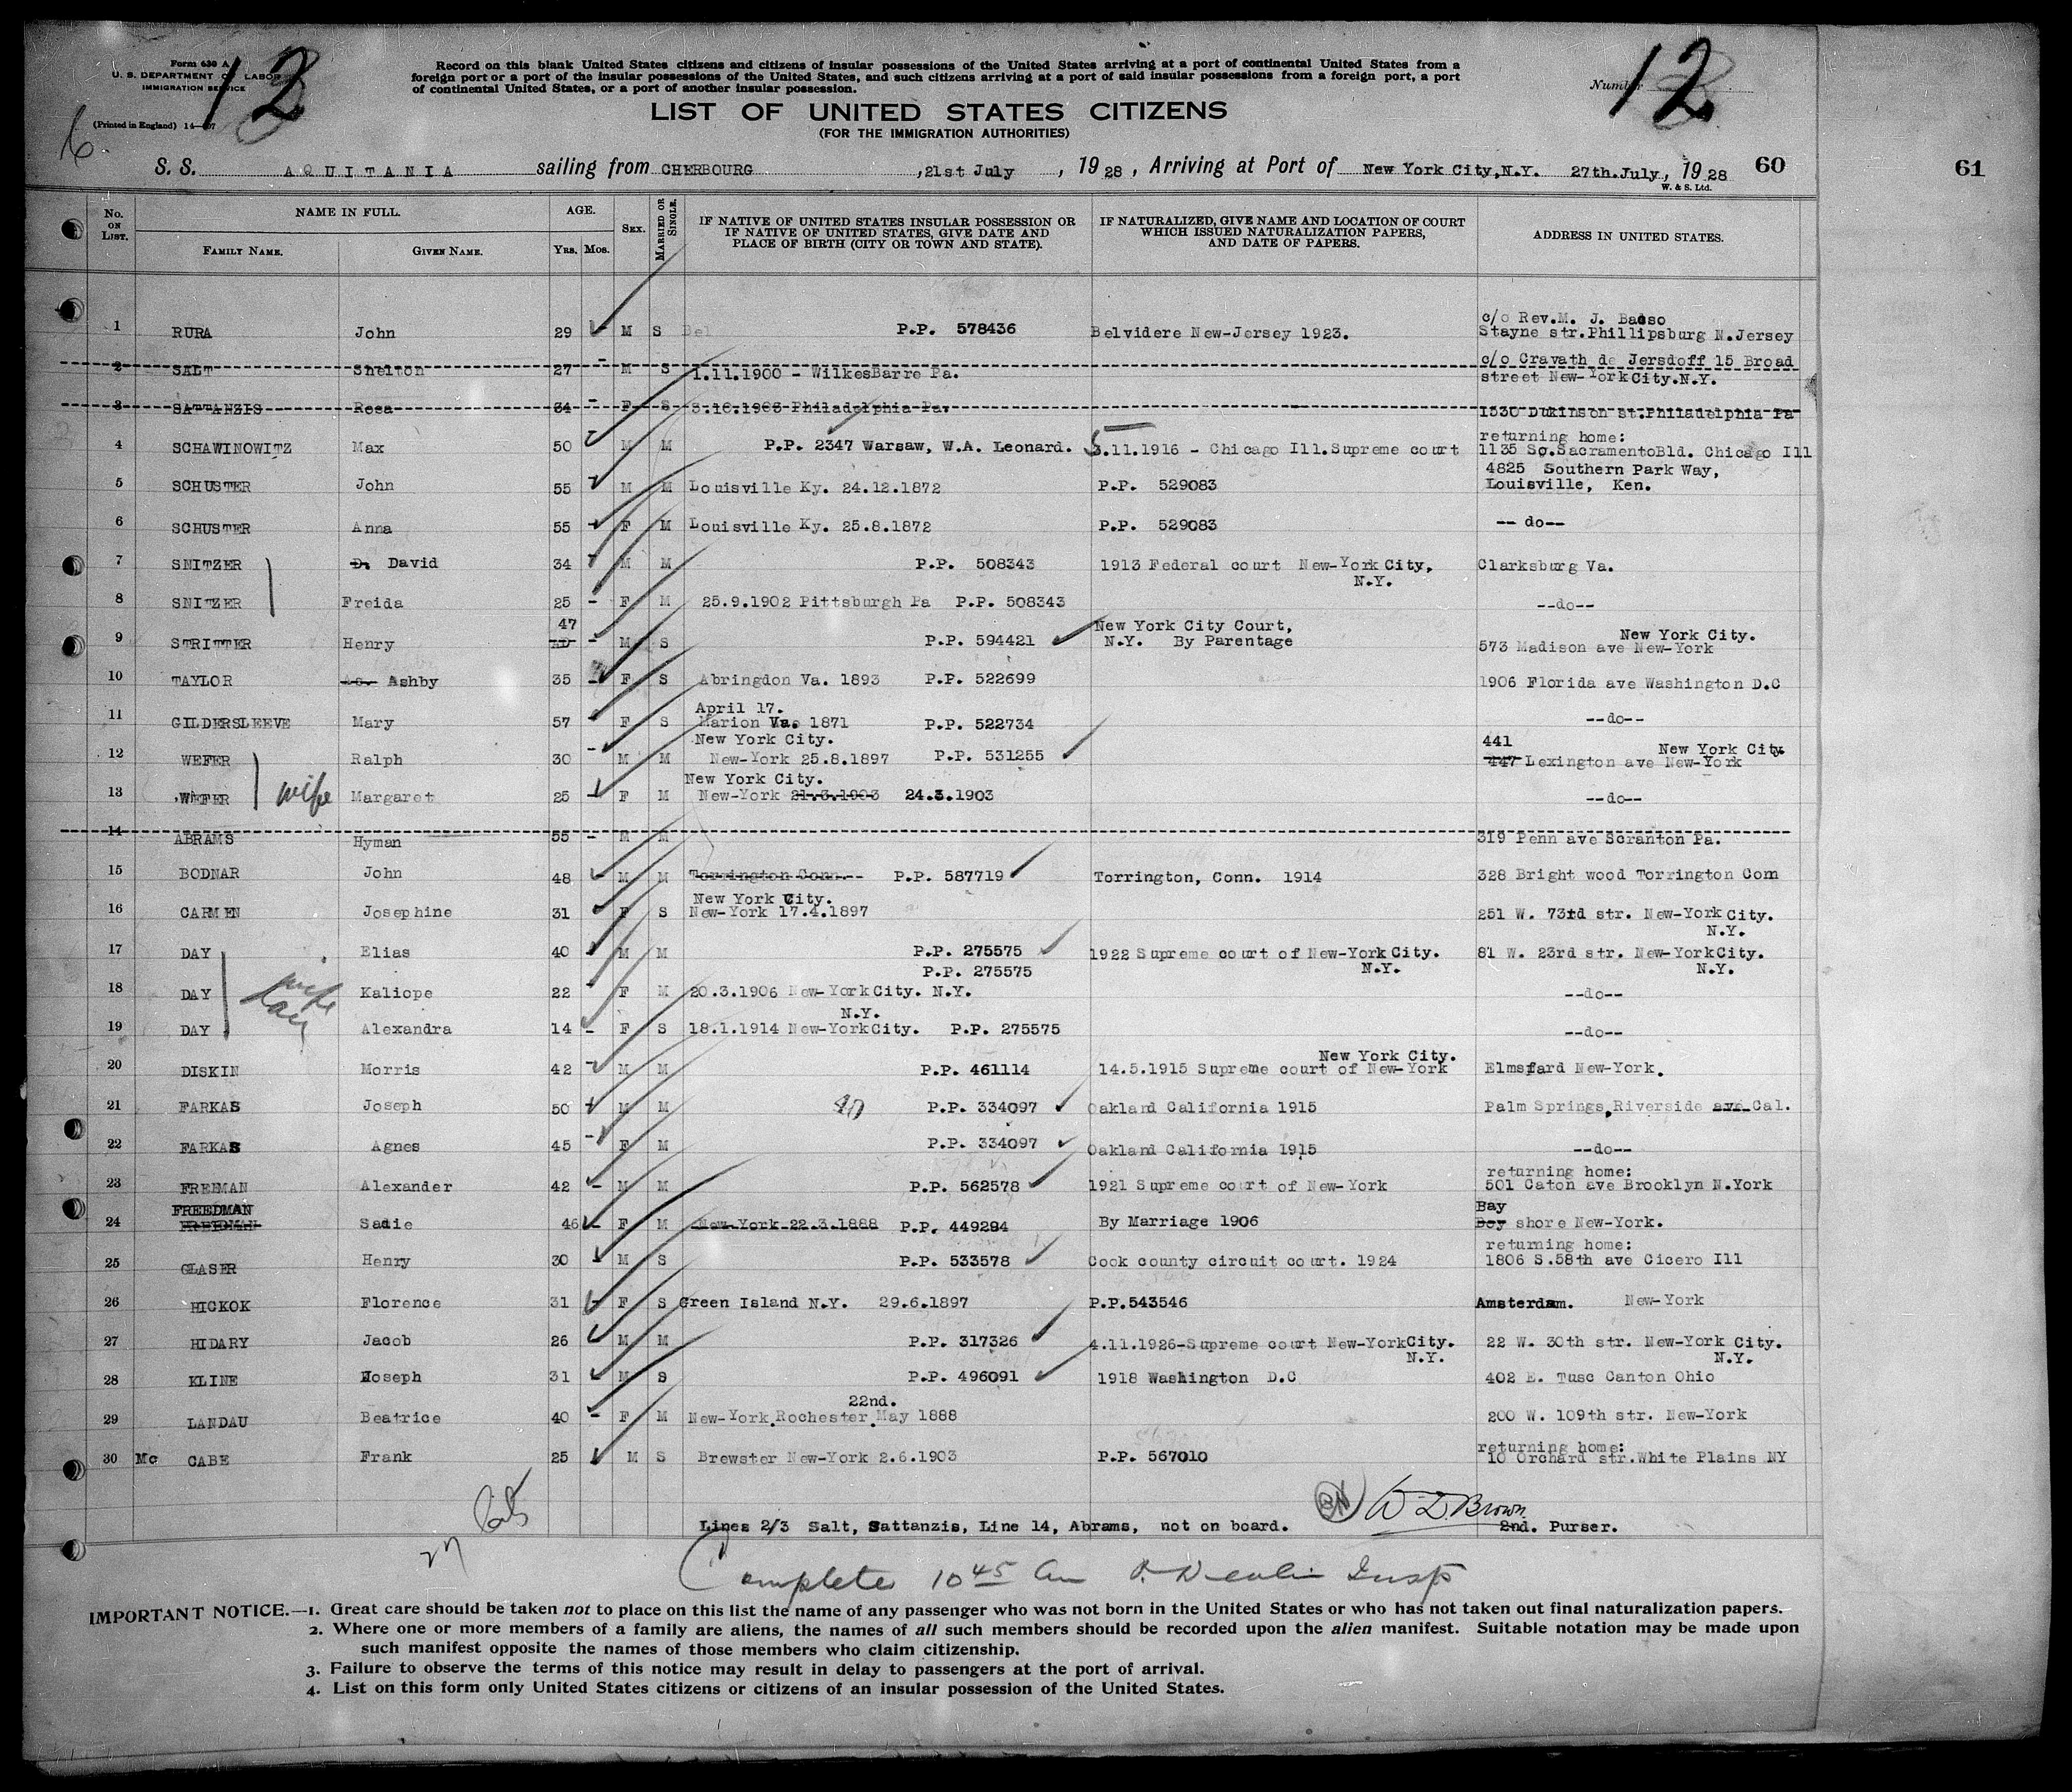 Form 630 A
U. S. DEPARTMENT OF LABOR
IMMIGRATION SERVICE
(Printed in England) 14—
12
6
Record on this blank United States citizens and citizens of insular possessions of the United States arriving at a port of continental United States from a
foreign port or a port of the insular possessions of the United States, and such citizens arriving at a port of said insular possessions from a foreign port, a port
of continental United States, or a port of another insular possession.
Number 12
LIST OF UNITED STATES CITIZENS
(FOR THE IMMIGRATION AUTHORITIES)
S. S. AQUITANIA sailing from CHERBOURG ,21st July , 19 28 , Arriving at Port of New York City,N.Y. 27th.July, 19 28 60 61
W. & S. Ltd.
No. ON LIST. NAME IN FULL. AGE. SEX. MARRIED OR SINGLE. IF NATIVE OF UNITED STATES INSULAR POSSESSION OR IF NATIVE OF UNITED STATES, GIVE DATE AND PLACE OF BIRTH (CITY OR TOWN AND STATE). IF NATURALIZED, GIVE NAME AND LOCATION OF COURT WHICH ISSUED NATURALIZATION PAPERS, AND DATE OF PAPERS. ADDRESS IN UNITED STATES.
FAMILY NAME. GIVEN NAME. YRS. MOS.
c/o Rev.M. J. Basso
1 RURA John 29 - M S Bel P.P. 578436 Belvidere New-Jersey 1923. Stayne str.Phillipsburg N.Jersey
c/o Cravath de Jersdoff 15 Broad
2 SALT Shelton 27 - M S 1.11.1900 - WilkesBarre Pa. street New-York City.N.Y.
3 SATTANZIS Rosa 34 - F S Philadelphia Pa. 1530 Dukinson st.Philadelphia Pa
returning home:
4 SCHAWINOWITZ Max 50 - M M P.P. 2347 Warsaw, W.A. Leonard. 5.11.1916 - Chicago Ill.Supreme court 1135 So.SacramentoBld. Chicago Ill
4825 Southern Park Way,
5 SCHUSTER John 55 - M M Louisville Ky. 24.12.1872 P.P. 529083 Louisville, Ken.
6 SCHUSTER Anna 55 - F M Louisville Ky. 25.8.1872 P.P. 529083 -- do--
7 SNITZER D. David 34 - M M P.P. 508343 1913 Federal court New-York City, Clarksburg Va.
N.Y.
8 SNITZER Freida 25 - F M 25.9.1902 Pittsburgh Pa P.P. 508343 --do--
47 New York City Court, New York City.
9 STRITTER Henry - M S P.P. 594421 N.Y. By Parentage 573 Madison ave New-York
10 TAYLOR Ashby 35 - F S Abringdon Va. 1893 P.P. 522699 1906 Florida ave Washington D.C
April 17.
11 GILDERSLEEVE Mary 57 - F S Marion Va. 1871 P.P. 522734 --do--
New York City. 441 New York City
12 WEFER Ralph 30 - M M New-York 25.8.1897 P.P. 531255 447 Lexington ave New-York
New York City.
13 WEFER wife Margaret 25 - F M New-York 21.3.1903 24.3.1903 --do--
14 ABRAMS Hyman 55 - M M 319 Penn ave Scranton Pa.
15 BODNAR John 48 - M M Torrington Conn. P.P. 587719 Torrington, Conn. 1914 328 Bright wood Torrington Com
New York City.
16 CARMEN Josephine 31 - F S New-York 17.4.1897 251 W. 73rd str. New-York City.
N.Y.
17 DAY Elias 40 - M M P.P. 275575 1922 Supreme court of New-York City. 81 W. 23rd str. New-York City.
P.P. 275575 N.Y. N.Y.
18 DAY wife Kaliope 22 - F M 20.3.1906 New-York City. N.Y. --do--
N.Y.
19 DAY Alexandra 14 - F S 18.1.1914 New-York City. P.P. 275575 --do--
New York City.
20 DISKIN Morris 42 - M M P.P. 461114 14.5.1915 Supreme court of New-York Elmsfard New-York.
21 FARKAS Joseph 50 - M M P.P. 334097 Oakland California 1915 Palm Springs,Riverside ave Cal.
22 FARKAS Agnes 45 - F M P.P. 334097 Oakland California 1915 --do--
returning home:
23 FREEMAN Alexander 42 - M M P.P. 562578 1921 Supreme court of New-York 501 Caton ave Brooklyn N.York
FREEDMAN Bay
24 Sadie 46 - F M New-York 22.3.1888 P.P. 449284 By Marriage 1906 Boy shore New-York.
returning home:
25 GLASER Henry 30 - M S P.P. 533578 Cook county circuit court. 1924 1806 S.58th ave Cicero Ill
26 HICKOK Florence 31 - F S Green Island N.Y. 29.6.1897 P.P.543546 Amsterdam. New-York
27 HIDARY Jacob 26 - M M P.P. 317326 4.11.1926-Supreme court New-York City. 22 W. 30th str. New-York City.
N.Y. N.Y.
28 KLINE Joseph 31 - M S P.P. 496091 1918 Washington D.C 402 E. Tusc Canton Ohio
22nd.
29 LANDAU Beatrice 40 - F M New-York,Rochester,May 1888 200 W. 109th str. New-York
returning home:
30 Mc CABE Frank 25 - M S Brewster New-York 2.6.1903 P.P. 567010 10 Orchard str.White Plains NY
W D. Brown
Lines 2/3 Salt, Sattanzis, Line 14, Abrams, not on board. 2nd. Purser.
27
Complete 10 45 am Insp
IMPORTANT NOTICE.—1. Great care should be taken not to place on this list the name of any passenger who was not born in the United States or who has not taken out final naturalization papers.
2. Where one or more members of a family are aliens, the names of all such members should be recorded upon the alien manifest. Suitable notation may be made upon
such manifest opposite the names of those members who claim citizenship.
3. Failure to observe the terms of this notice may result in delay to passengers at the port of arrival.
4. List on this form only United States citizens or citizens of an insular possession of the United States.